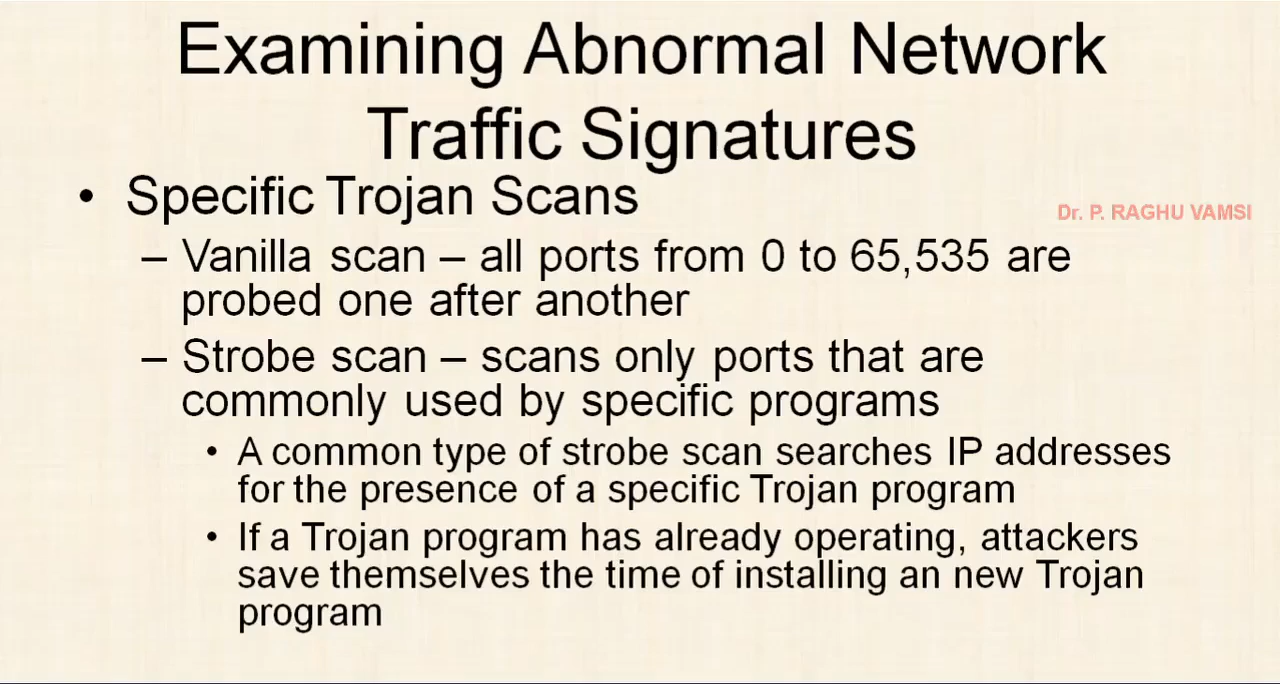 Examining Abnormal Network
Traffic Signatures
• Specific Trojan Scans
Dr. P. RAGHU VAMSI
– Vanilla scan – all ports from 0 to 65,535 are
probed one after another
– Strobe scan – scans only ports that are
commonly used by specific programs
• A common type of strobe scan searches IP addresses
for the presence of a specific Trojan program
• If a Trojan program has already operating, attackers
save themselves the time of installing an new Trojan
program